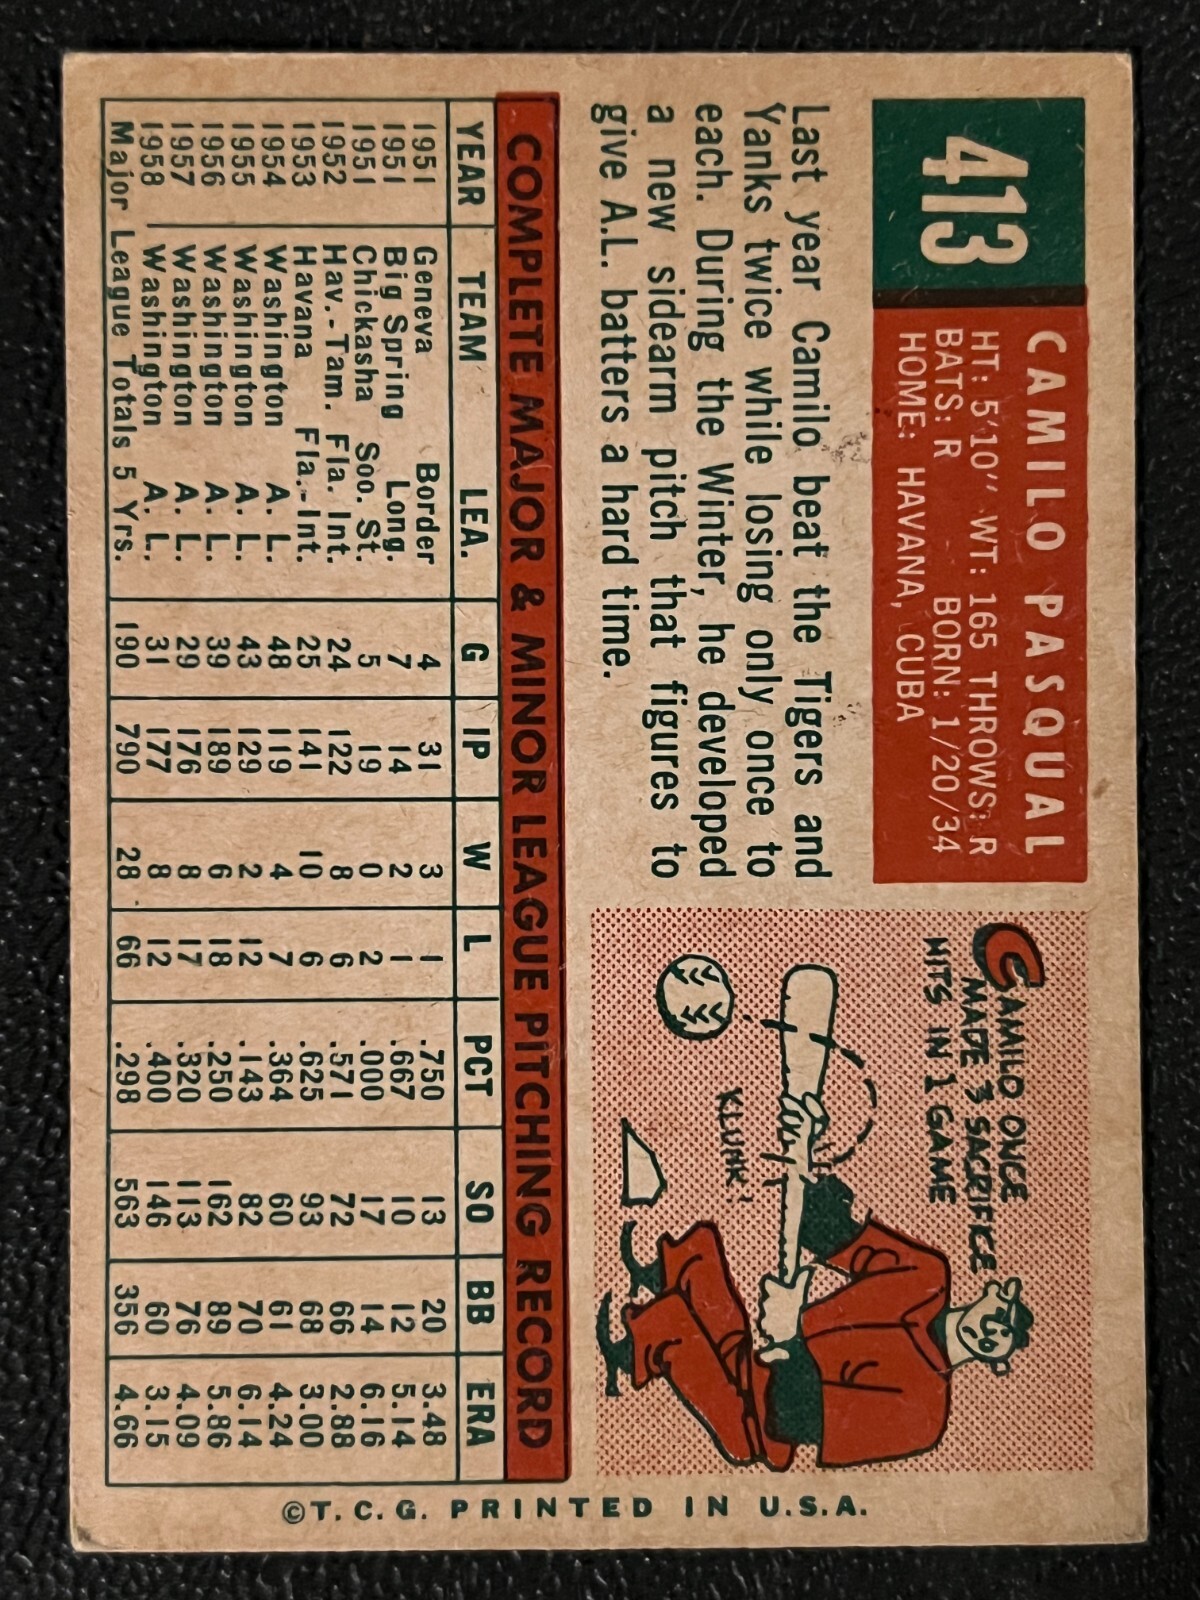 413
CAMILO PASQUAL
HT: 5'10" WT: 165 THROWS: R
BATS: R BORN: 1/20/34
HOME: HAVANA, CUBA
Last year Camilo beat the Tigers and
Yanks twice while losing only once to
each. During the Winter, he developed
a new sidearm pitch that figures to
give A.L. batters a hard time.
CAMILO ONCE
MADE 3 SACRIFICE
HITS IN 1 GAME
KLUNK!
COMPLETE MAJOR & MINOR LEAGUE PITCHING RECORD
YEAR TEAM LEA. G IP W L PCT SO BB ERA
1951 Geneva Border 4 31 3 1 .750 13 20 3.48
1951 Big Spring Long. 7 14 2 1 .667 10 12 5.14
1951 Chickasha Soo. St. 5 19 0 2 .000 17 14 6.16
1952 Hav.-Tam. Fla. Int. 24 122 8 6 .571 72 66 2.88
1953 Havana Fla.-Int. 25 141 10 6 .625 93 68 3.00
1954 Washington A. L. 48 119 4 7 .364 60 61 4.24
1955 Washington A. L. 43 129 2 12 .143 82 70 6.14
1956 Washington A. L. 39 189 6 18 .250 162 89 5.86
1957 Washington A. L. 29 176 8 17 .320 113 76 4.09
1958 Washington A. L. 31 177 8 12 .400 146 60 3.15
Major League Totals 5 Yrs. 190 790 28 66 .298 563 356 4.66
©T.C.G. PRINTED IN U.S.A.